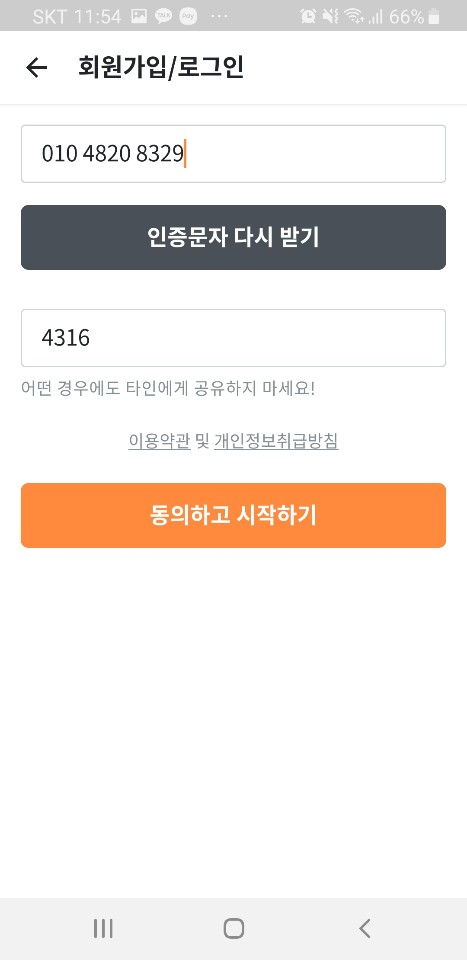 SKT 11:54 TALK Pay ··· 66%
회원가입/로그인
010 4820 8329
인증문자 다시 받기
4316
어떤 경우에도 타인에게 공유하지 마세요!
이용약관 및 개인정보취급방침
동의하고 시작하기